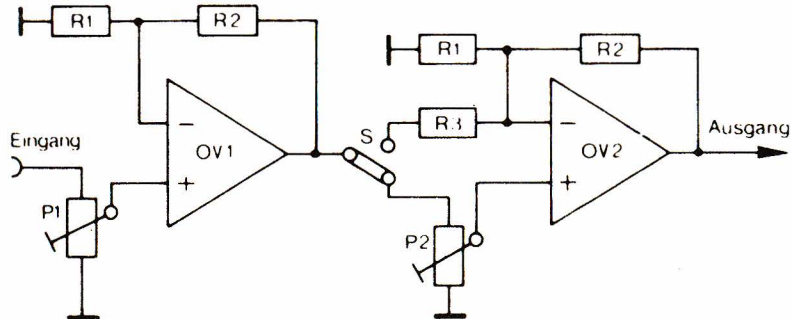 R1
R2
R1
R2
Eingang
OV1
S
R3
OV2
Ausgang
P1
P2
−
+
−
+